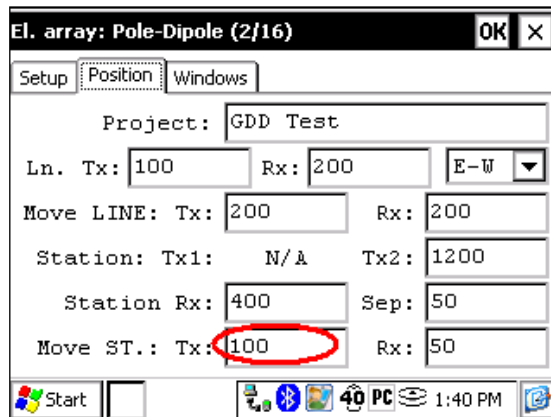 El. array: Pole-Dipole (2/16) OK ×
Setup Position Windows
Project: GDD Test
Ln. Tx: 100 Rx: 200 E-W
Move LINE: Tx: 200 Rx: 200
Station: Tx1: N/A Tx2: 1200
Station Rx: 400 Sep: 50
Move ST.: Tx: 100 Rx: 50
Start 40 PC 1:40 PM